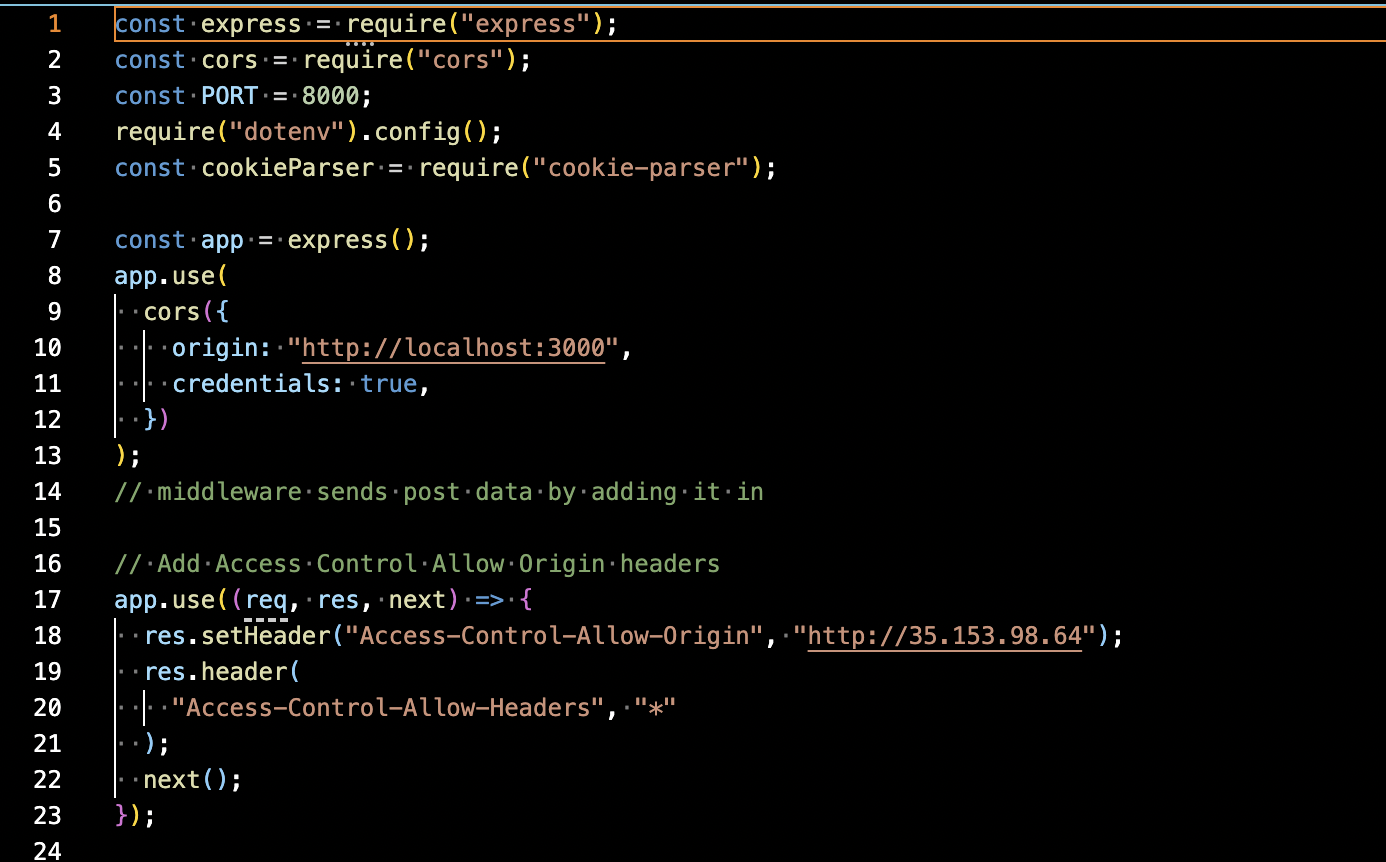 1 const express = require("express");
2 const cors = require("cors");
3 const PORT = 8000;
4 require("dotenv").config();
5 const cookieParser = require("cookie-parser");
6
7 const app = express();
8 app.use(
9   cors({
10     origin: "http://localhost:3000",
11     credentials: true,
12   })
13 );
14 // middleware sends post data by adding it in
15
16 // Add Access Control Allow Origin headers
17 app.use((req, res, next) => {
18   res.setHeader("Access-Control-Allow-Origin", "http://35.153.98.64");
19   res.header(
20     "Access-Control-Allow-Headers", "*"
21   );
22   next();
23 });
24